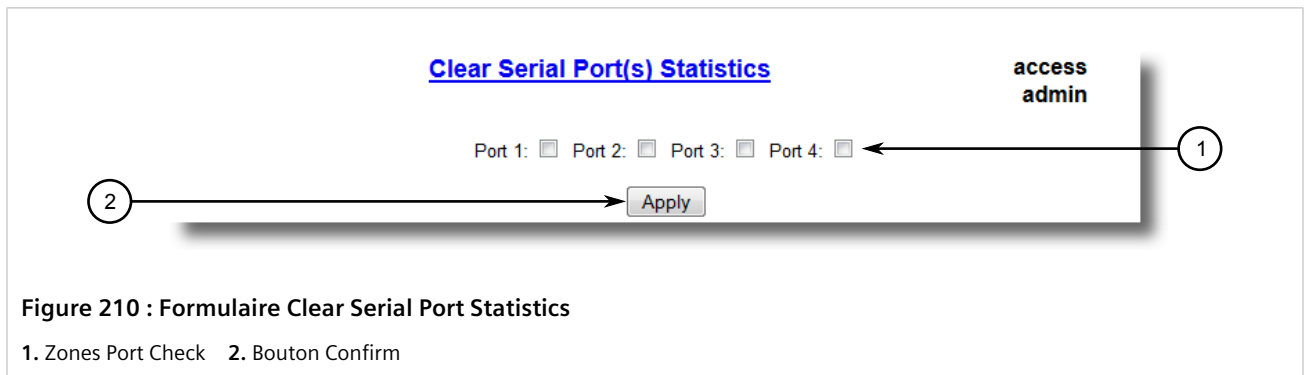 Clear Serial Port(s) Statistics
access
admin
Port 1: Port 2: Port 3: Port 4:
1
2
Apply
Figure 210 : Formulaire Clear Serial Port Statistics
1. Zones Port Check 2. Bouton Confirm